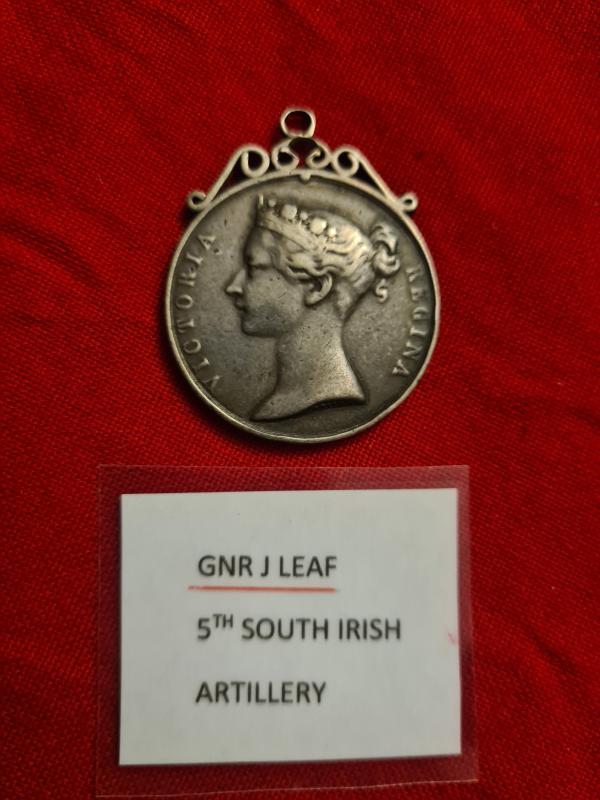 VICTORIA REGINA
GNR J LEAF
5TH SOUTH IRISH
ARTILLERY